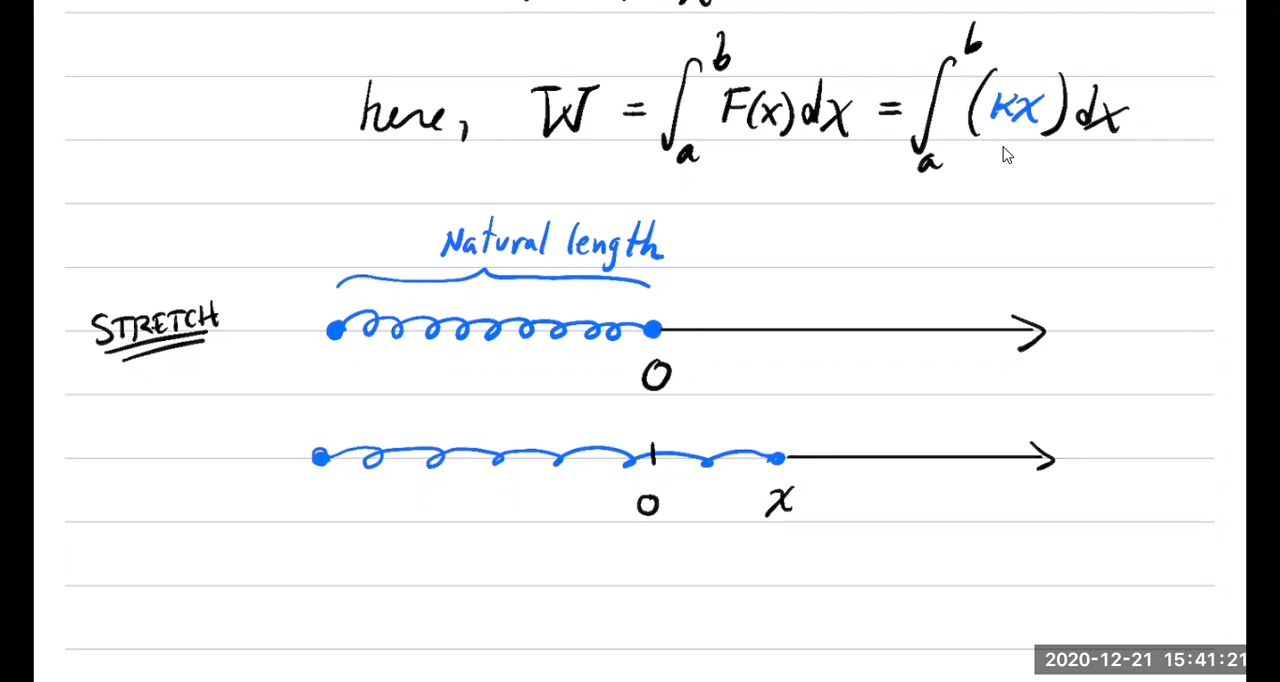 here, W = ∫_a^b F(x)dx = ∫_a^b (kx)dx
Natural length
STRETCH
0
0 x
2020-12-21 15:41:21